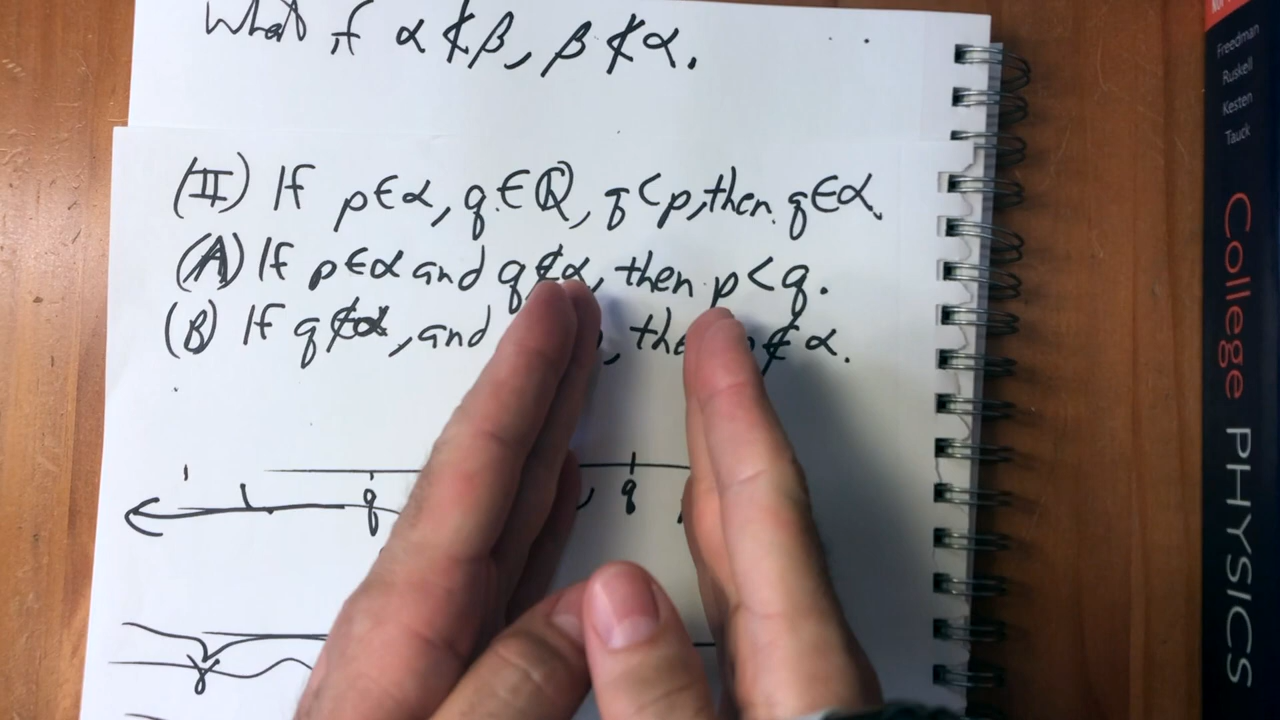 What if α ⊄ β, β ⊄ α.
(II) If p∈α, q∈ℚ, q<p, then q∈α.
(A) If p∈α and q∉α, then p<q.
(B) If q∉α, and , ∉ α.
q
q
q
Freedman
Ruskell
Kesten
Tauck
College PHYSICS